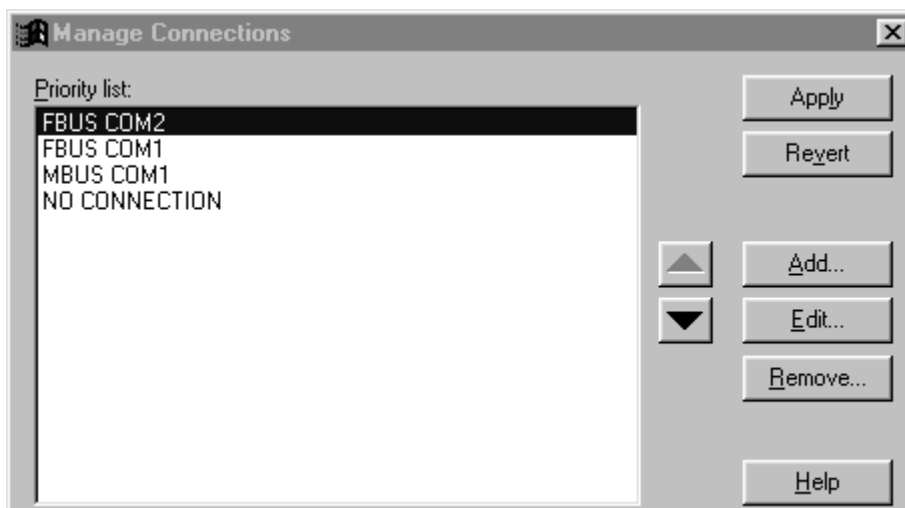 Manage Connections
Priority list:
FBUS COM2
FBUS COM1
MBUS COM1
NO CONNECTION
Apply
Revert
Add...
Edit...
Remove...
Help